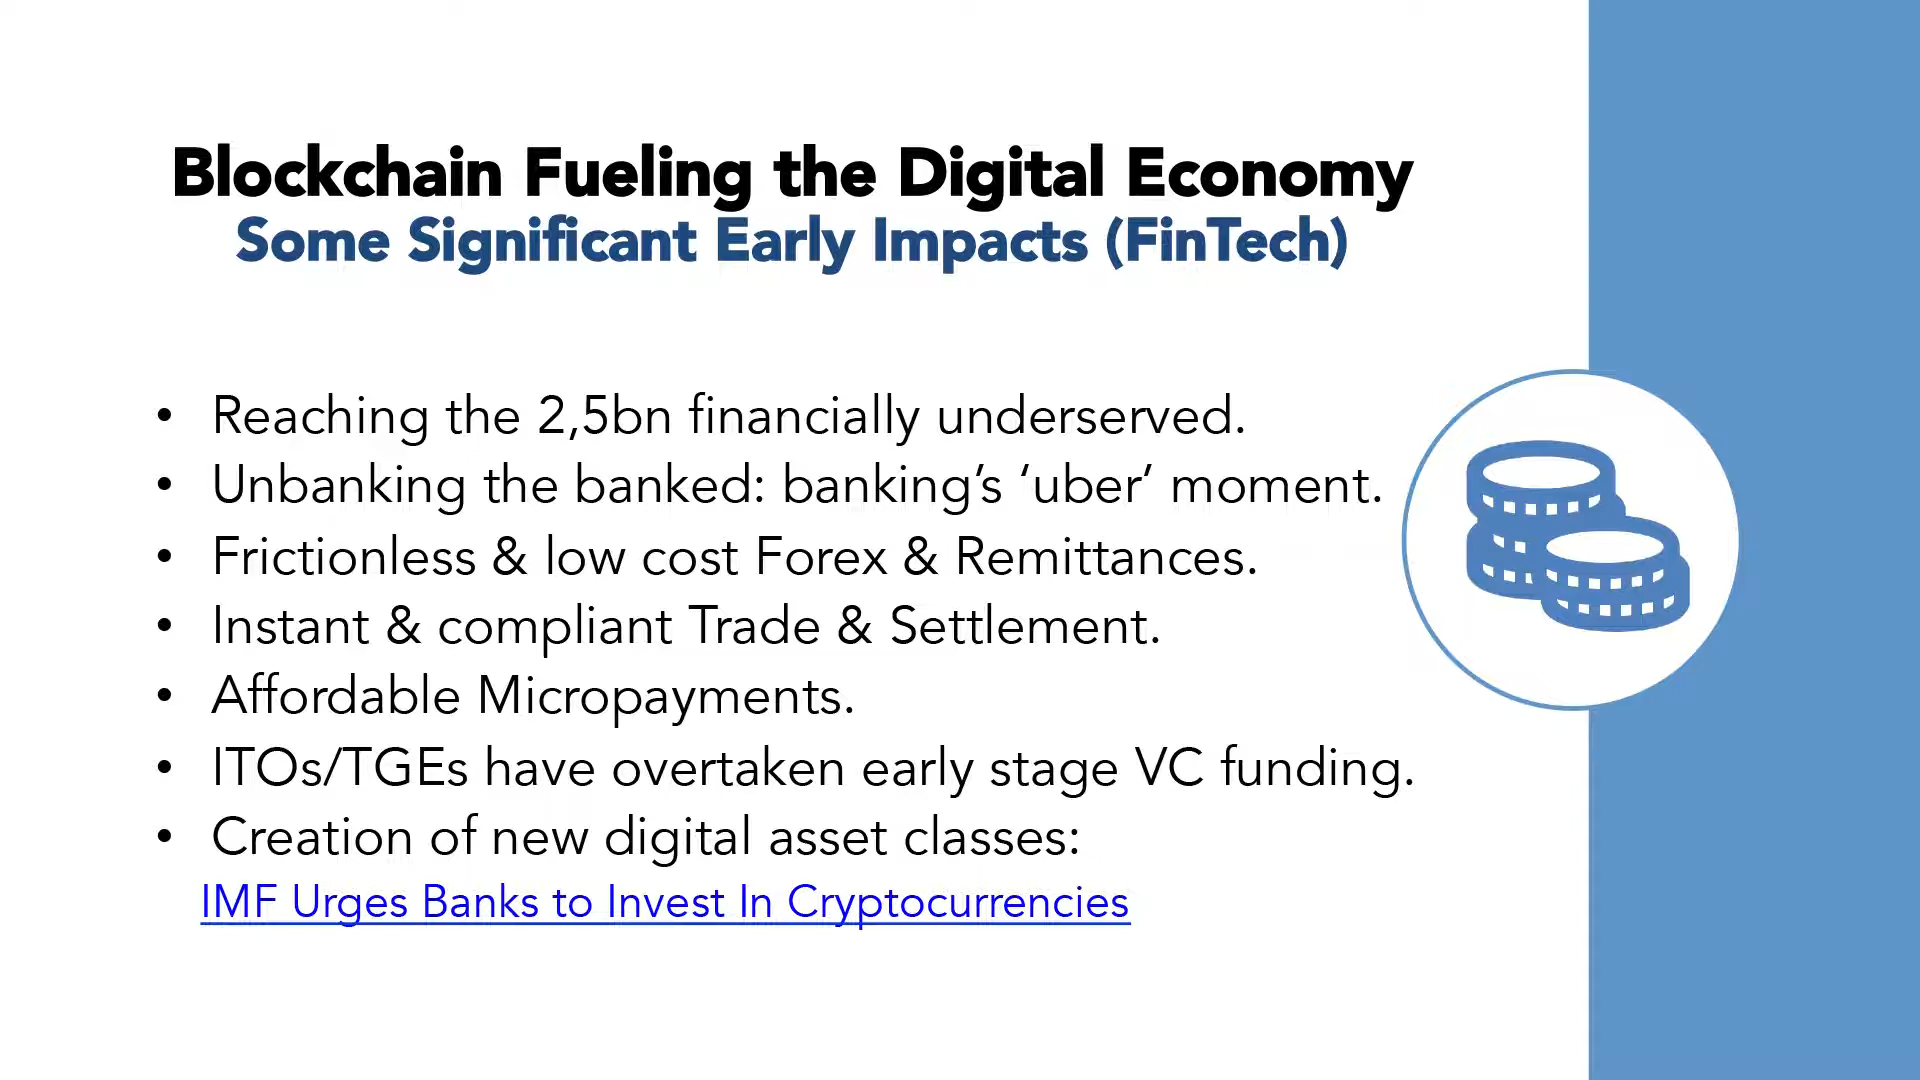 Blockchain Fueling the Digital Economy
Some Significant Early Impacts (FinTech)
• Reaching the 2,5bn financially underserved.
• Unbanking the banked: banking’s ‘uber’ moment.
• Frictionless & low cost Forex & Remittances.
• Instant & compliant Trade & Settlement.
• Affordable Micropayments.
• ITOs/TGEs have overtaken early stage VC funding.
• Creation of new digital asset classes:
IMF Urges Banks to Invest In Cryptocurrencies